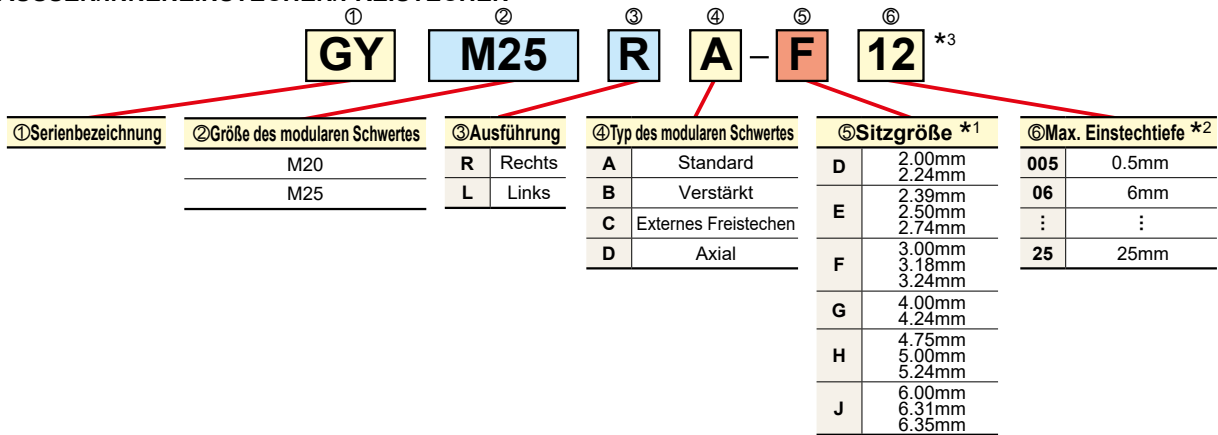 ① ② ③ ④ ⑤ ⑥
GY M25 R A – F 12 *3
①Serienbezeichnung
②Größe des modularen Schwertes
M20
M25
③Ausführung
R Rechts
L Links
④Typ des modularen Schwertes
A Standard
B Verstärkt
C Externes Freistechen
D Axial
⑤Sitzgröße *1
D 2.00mm
2.24mm
E 2.39mm
2.50mm
2.74mm
F 3.00mm
3.18mm
3.24mm
G 4.00mm
4.24mm
H 4.75mm
5.00mm
5.24mm
J 6.00mm
6.31mm
6.35mm
⑥Max. Einstechtiefe *2
005 0.5mm
06 6mm
⋮ ⋮
25 25mm